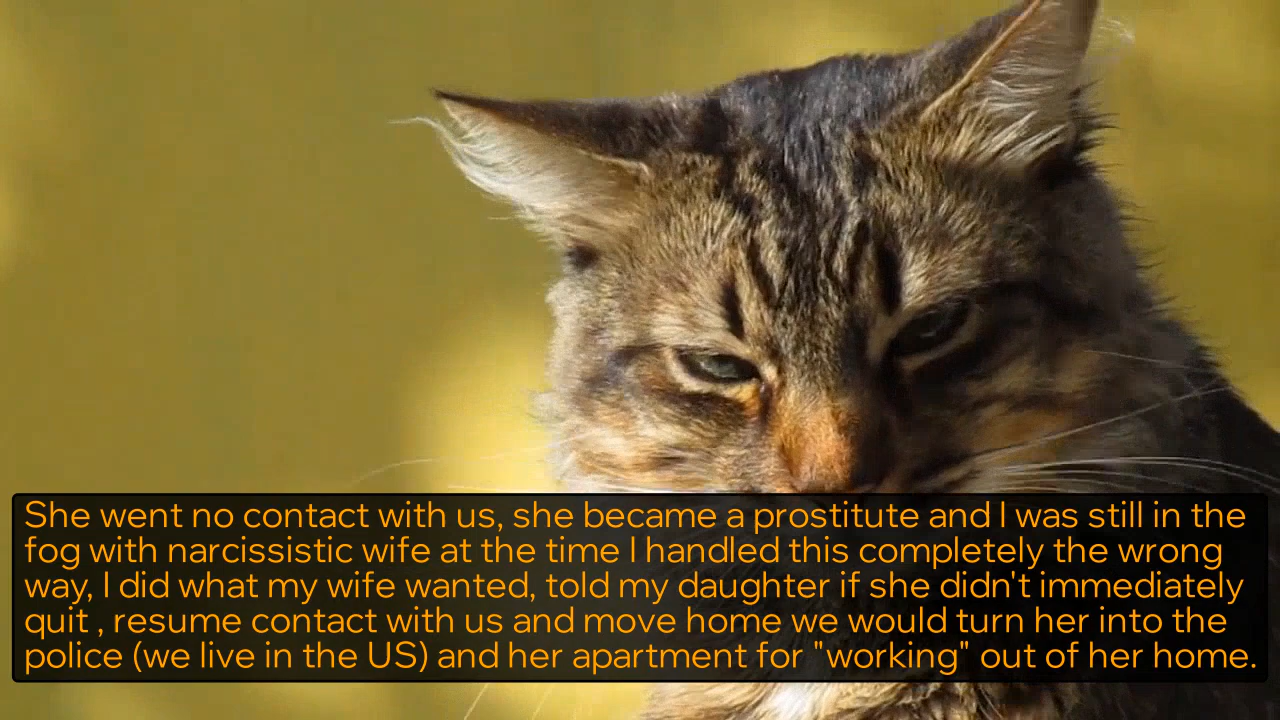 She went no contact with us, she became a prostitute and I was still in the
fog with narcissistic wife at the time I handled this completely the wrong
way, I did what my wife wanted, told my daughter if she didn't immediately
quit , resume contact with us and move home we would turn her into the
police (we live in the US) and her apartment for "working" out of her home.